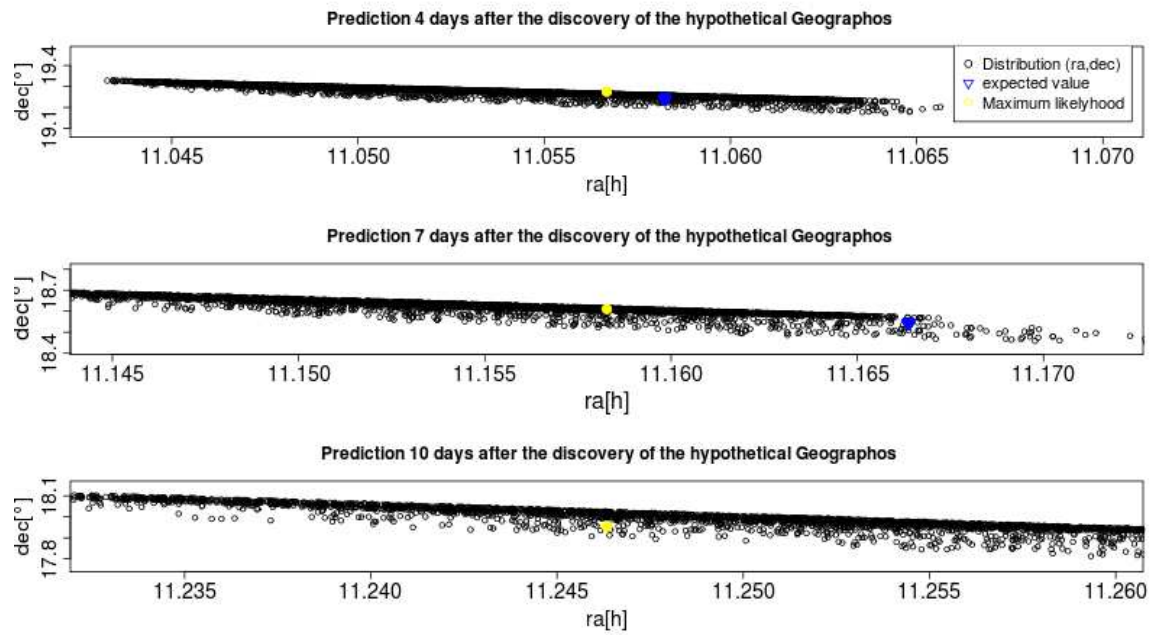 Prediction 4 days after the discovery of the hypothetical Geographos
dec[°]
19.1 19.4
Distribution (ra,dec)
expected value
Maximum likelyhood
11.045 11.050 11.055 11.060 11.065 11.070
ra[h]
Prediction 7 days after the discovery of the hypothetical Geographos
dec[°]
18.4 18.7
11.145 11.150 11.155 11.160 11.165 11.170
ra[h]
Prediction 10 days after the discovery of the hypothetical Geographos
dec[°]
17.8 18.1
11.235 11.240 11.245 11.250 11.255 11.260
ra[h]